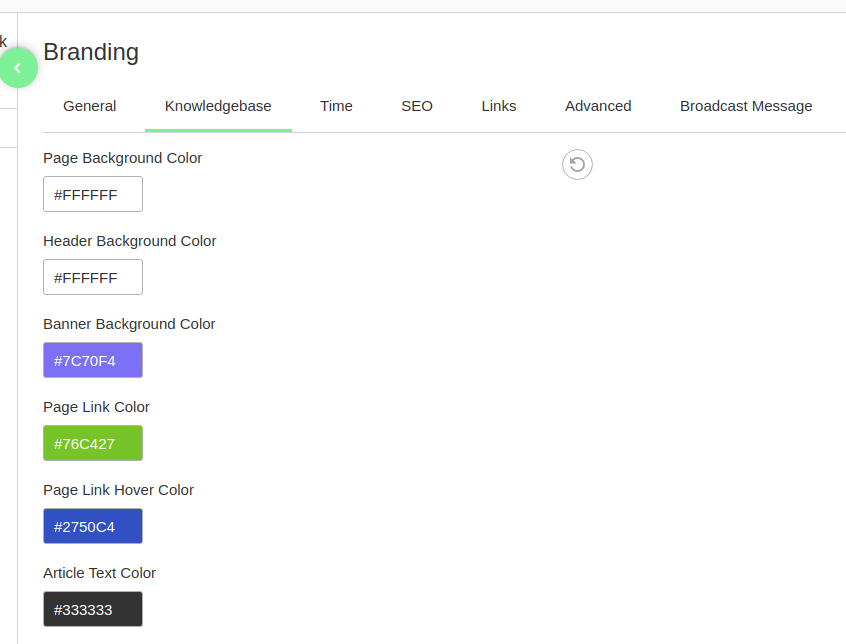 k
Branding
General Knowledgebase Time SEO Links Advanced Broadcast Message
Page Background Color
#FFFFFF
Header Background Color
#FFFFFF
Banner Background Color
#7C70F4
Page Link Color
#76C427
Page Link Hover Color
#2750C4
Article Text Color
#333333